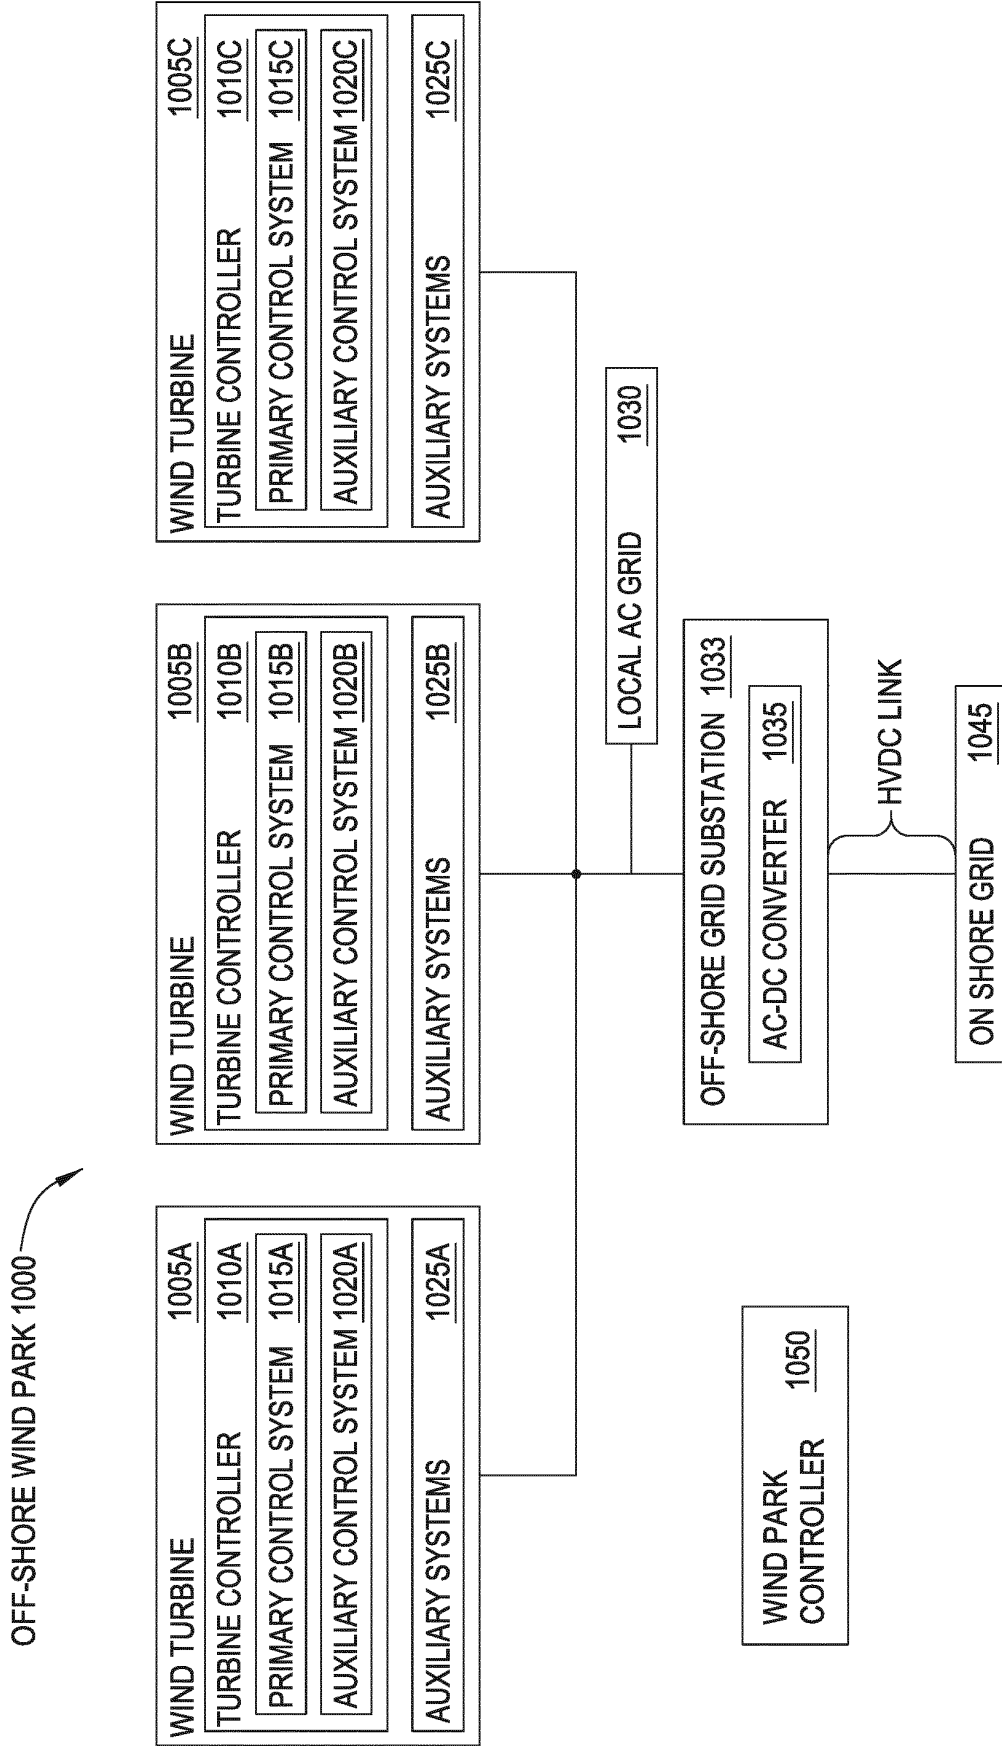 OFF-SHORE WIND PARK 1000
WIND TURBINE 1005A
TURBINE CONTROLLER 1010A
PRIMARY CONTROL SYSTEM 1015A
AUXILIARY CONTROL SYSTEM 1020A
AUXILIARY SYSTEMS 1025A
WIND TURBINE 1005B
TURBINE CONTROLLER 1010B
PRIMARY CONTROL SYSTEM 1015B
AUXILIARY CONTROL SYSTEM 1020B
AUXILIARY SYSTEMS 1025B
WIND TURBINE 1005C
TURBINE CONTROLLER 1010C
PRIMARY CONTROL SYSTEM 1015C
AUXILIARY CONTROL SYSTEM 1020C
AUXILIARY SYSTEMS 1025C
LOCAL AC GRID 1030
OFF-SHORE GRID SUBSTATION 1033
AC-DC CONVERTER 1035
HVDC LINK
ON SHORE GRID 1045
WIND PARK
CONTROLLER 1050